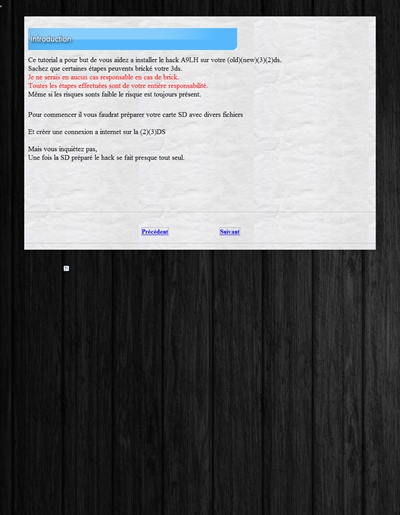 Introduction
Ce tutorial a pour but de vous aidez a installer le hack A9LH sur votre (old)(new)(3)(2)ds.
Sachez que certaines étapes peuvents brické votre 3ds.
Je ne serais en aucun cas responsable en cas de brick..
Toutes les étapes effectuées sont de votre entière responsabilité.
Même si les risques sonts faible le risque est toujours présent.
Pour commencer il vous faudrat préparer votre carte SD avec divers fichiers
Et créer une connexion a internet sur la (2)(3)DS
Mais vous inquiètez pas,
Une fois la SD préparé le hack se fait presque tout seul.
Précédent Suivant